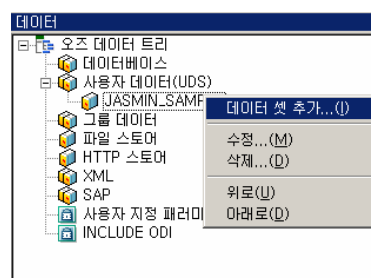 데이터
오즈 데이터 트리
데이터베이스
사용자 데이터(UDS)
JASMIN_SAMP
그룹 데이터
파일 스토어
HTTP 스토어
XML
SAP
사용자 지정 패러미
INCLUDE ODI
데이터 셋 추가...(I)
수정...(M)
삭제...(D)
위로(U)
아래로(D)